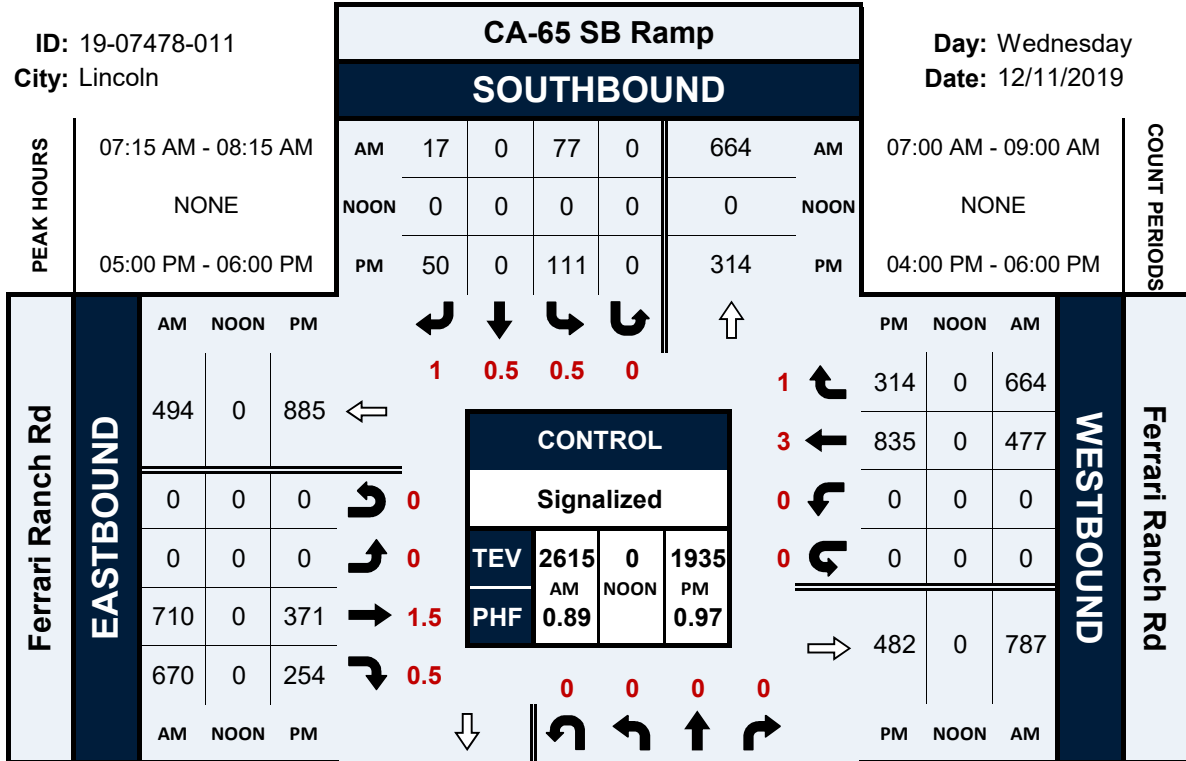 ID: 19-07478-011
City: Lincoln
CA-65 SB Ramp
SOUTHBOUND
Day: Wednesday
Date: 12/11/2019
PEAK HOURS
07:15 AM - 08:15 AM
NONE
05:00 PM - 06:00 PM
AM 17 0 77 0 664 AM
NOON 0 0 0 0 0 NOON
PM 50 0 111 0 314 PM
07:00 AM - 09:00 AM
NONE
04:00 PM - 06:00 PM
COUNT PERIODS
1 0.5 0.5 0
Ferrari Ranch Rd
EASTBOUND
AM NOON PM
494 0 885
0 0 0 0
0 0 0 0
710 0 371 1.5
670 0 254 0.5
AM NOON PM
CONTROL
Signalized
TEV 2615 0 1935
AM NOON PM
PHF 0.89 0.97
PM NOON AM
1 314 0 664
3 835 0 477
0 0 0 0
0 0 0 0
482 0 787
PM NOON AM
WESTBOUND
Ferrari Ranch Rd
0 0 0 0